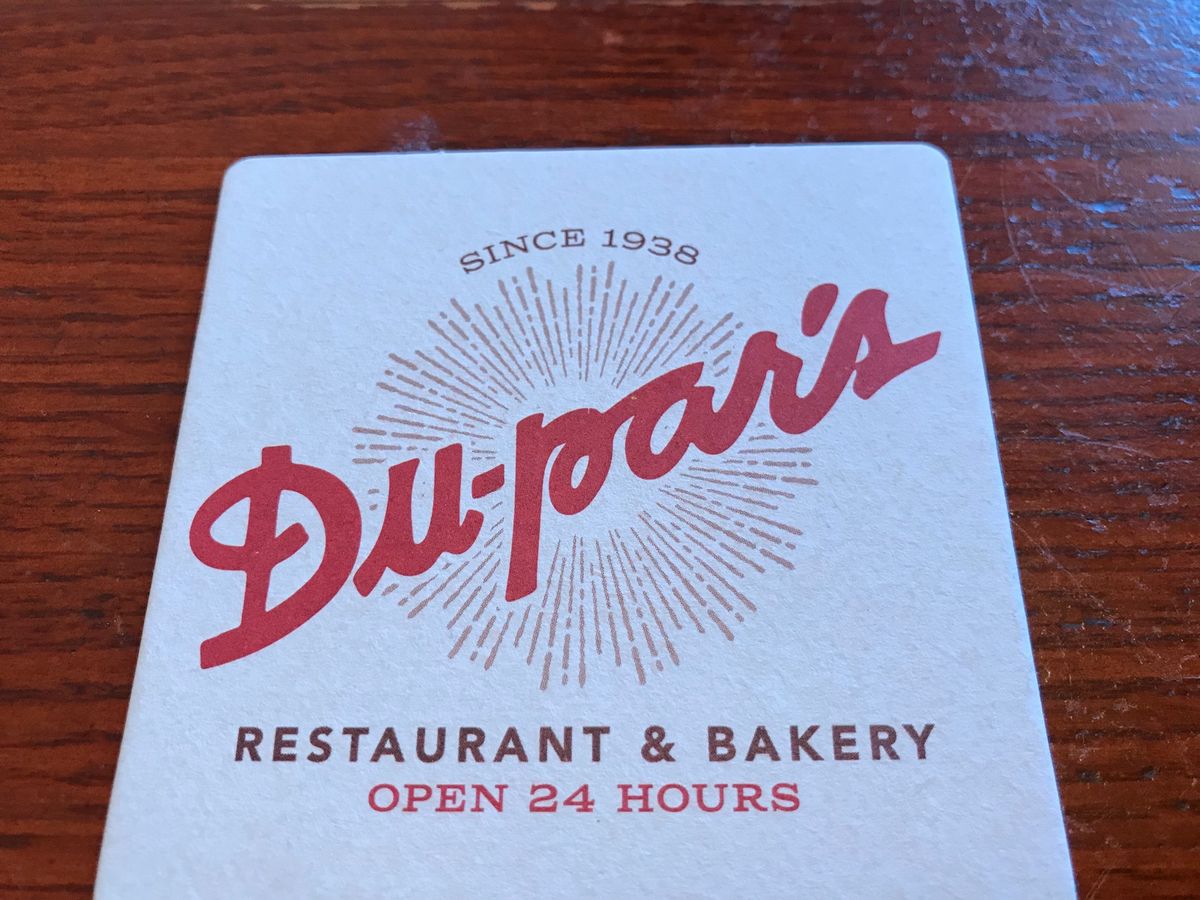 SINCE 1938
Du-par's
RESTAURANT & BAKERY
OPEN 24 HOURS